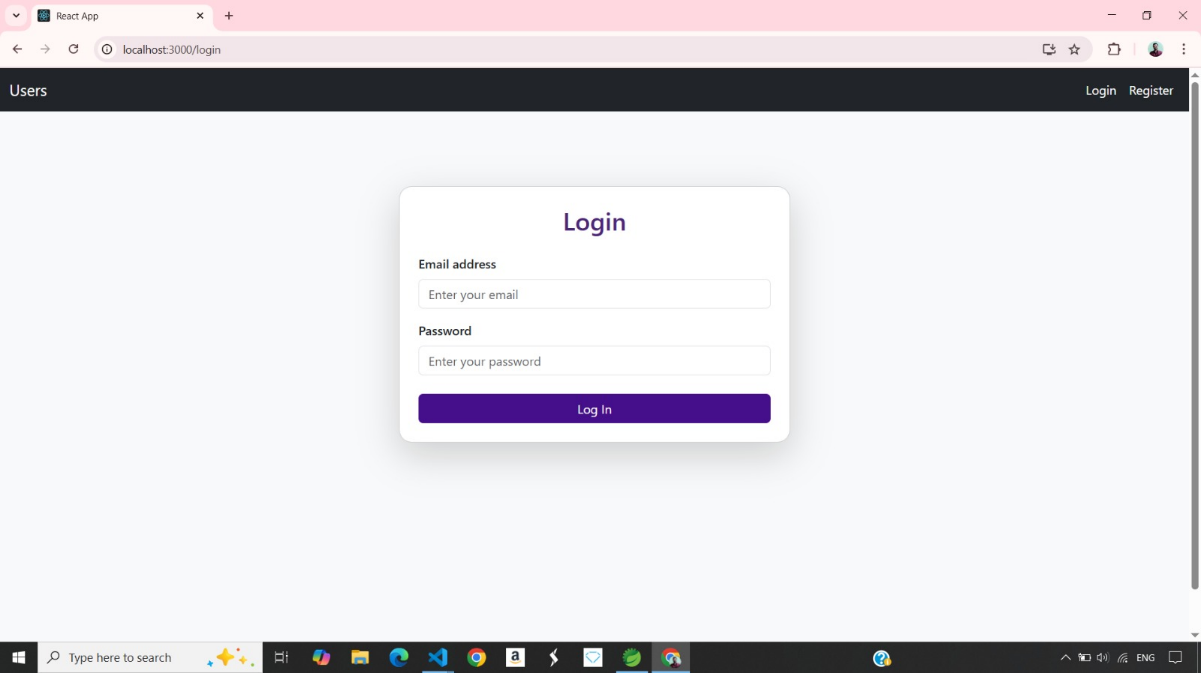 React App
localhost:3000/login
Users
Login Register
Login
Email address
Enter your email
Password
Enter your password
Log In
Type here to search
a
ENG